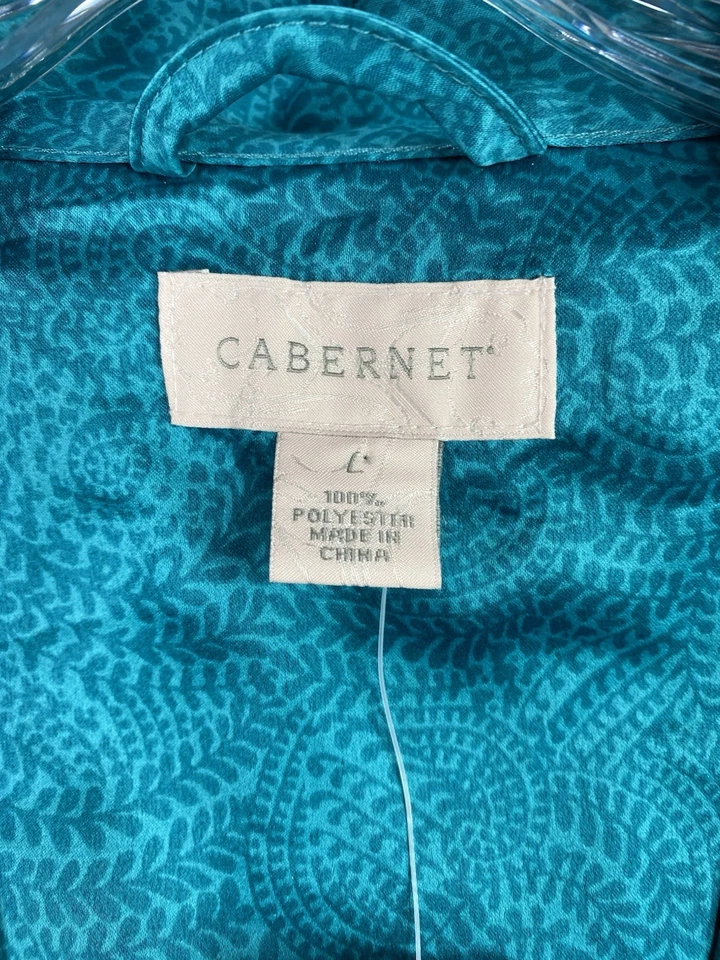 CABERNET
L
100%
POLYESTER
MADE IN
CHINA